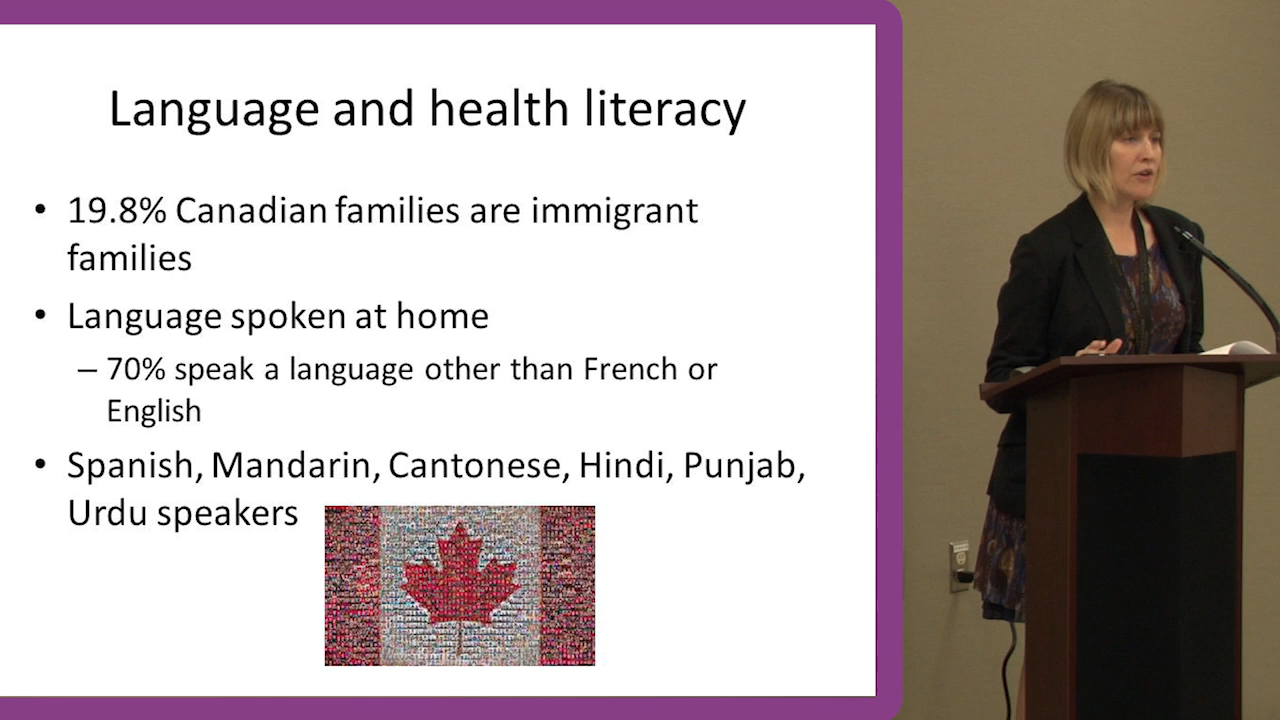 Language and health literacy
• 19.8% Canadian families are immigrant
families
• Language spoken at home
– 70% speak a language other than French or
English
• Spanish, Mandarin, Cantonese, Hindi, Punjab,
Urdu speakers